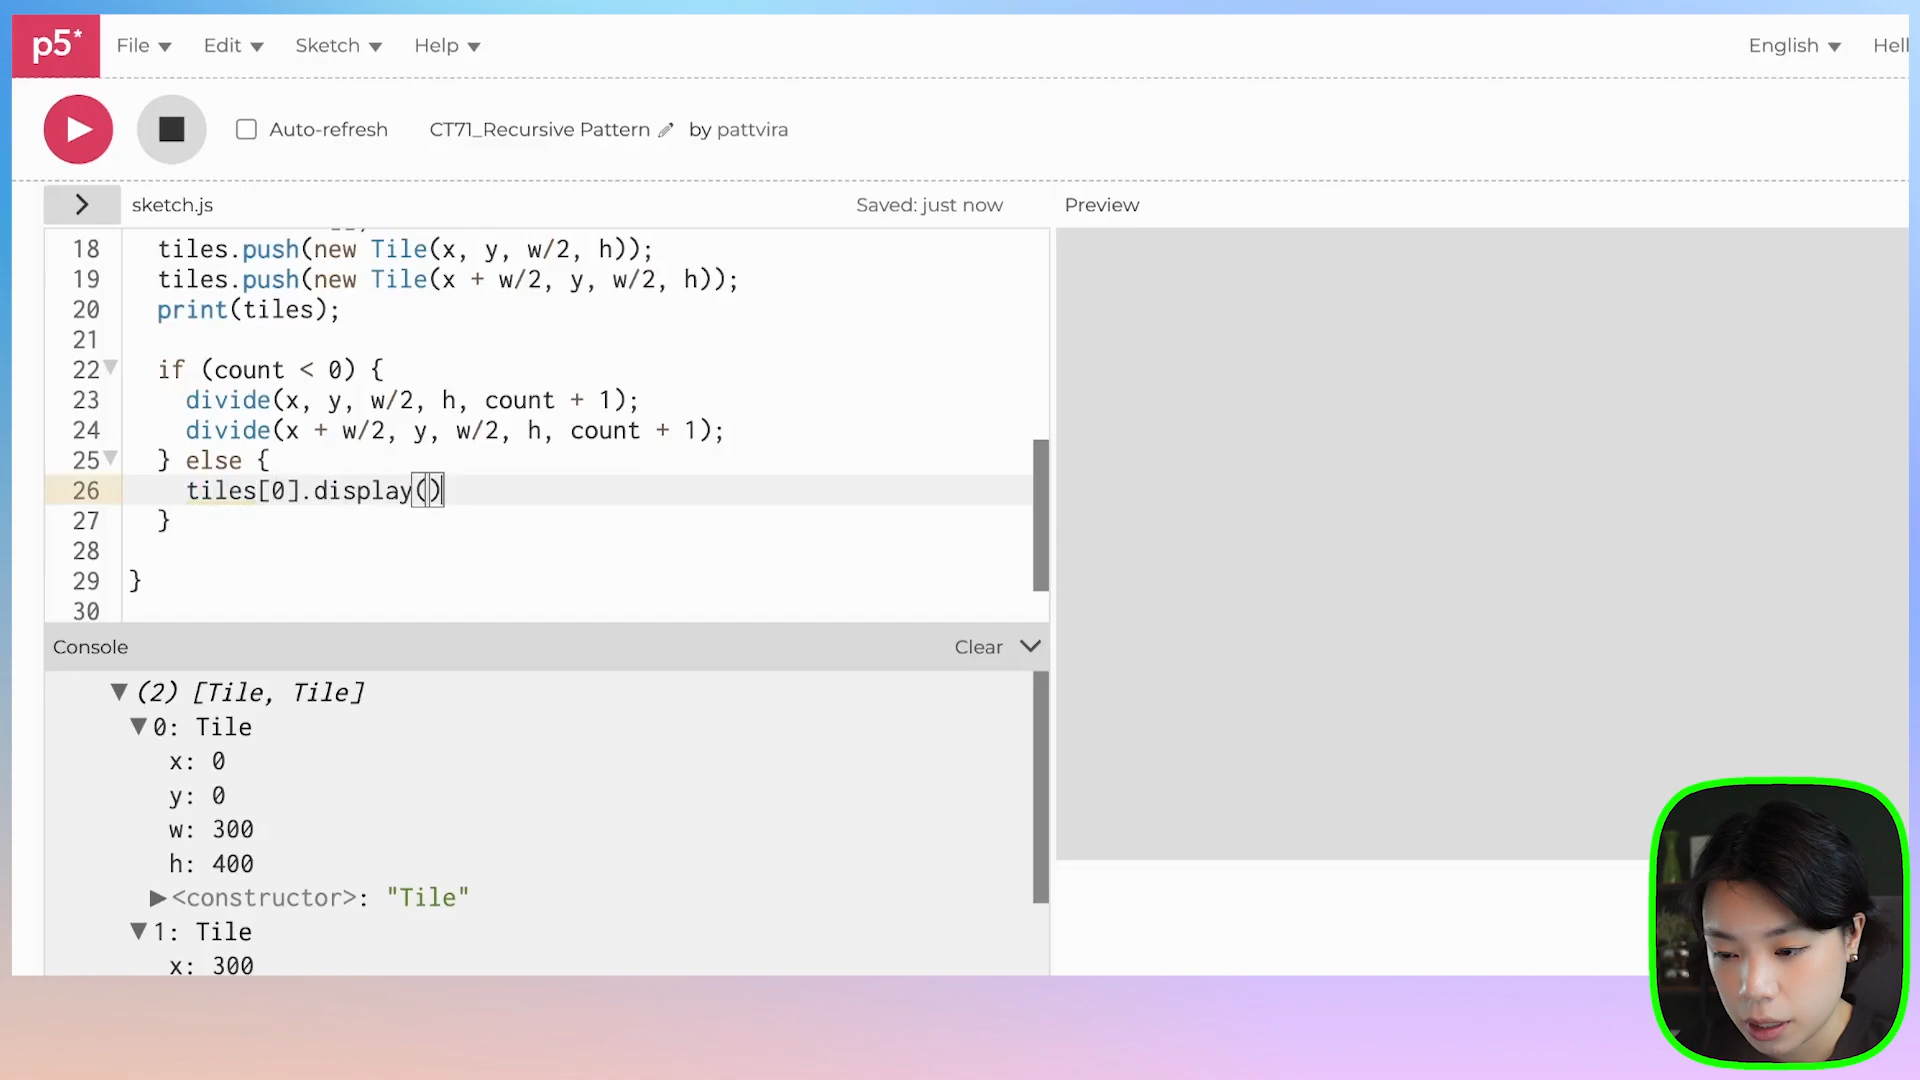 p5*
File Edit Sketch Help English Hell
Auto-refresh CT71_Recursive Pattern by pattvira
sketch.js Saved: just now Preview
18 tiles.push(new Tile(x, y, w/2, h));
19 tiles.push(new Tile(x + w/2, y, w/2, h));
20 print(tiles);
21
22 if (count < 0) {
23 divide(x, y, w/2, h, count + 1);
24 divide(x + w/2, y, w/2, h, count + 1);
25 } else {
26 tiles[0].display()
27 }
28
29 }
30
Console Clear
(2) [Tile, Tile]
0: Tile
x: 0
y: 0
w: 300
h: 400
<constructor>: "Tile"
1: Tile
x: 300